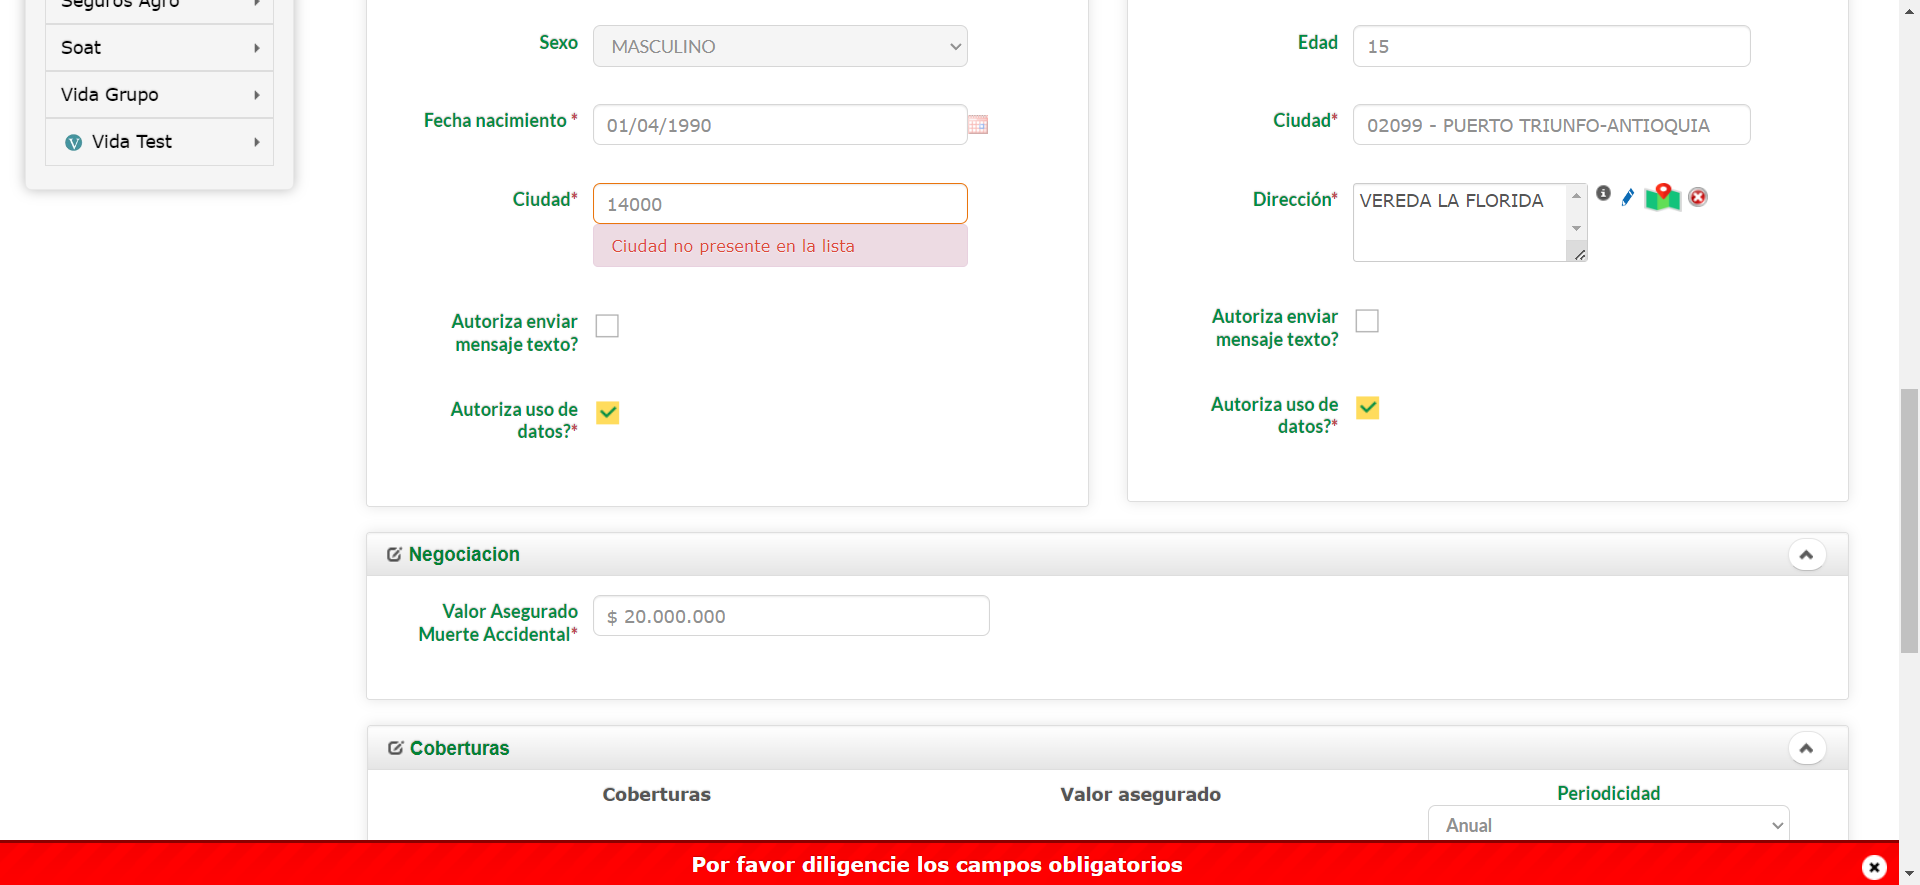 Seguros Agro
Soat
Vida Grupo
Vida Test
Sexo
MASCULINO
Fecha nacimiento *
01/04/1990
Ciudad*
14000
Ciudad no presente en la lista
Autoriza enviar
mensaje texto?
Autoriza uso de
datos?*
Edad
15
Ciudad*
02099 - PUERTO TRIUNFO-ANTIOQUIA
Dirección*
VEREDA LA FLORIDA
Autoriza enviar
mensaje texto?
Autoriza uso de
datos?*
Negociacion
Valor Asegurado
Muerte Accidental*
$ 20.000.000
Coberturas
Coberturas
Valor asegurado
Periodicidad
Anual
Por favor diligencie los campos obligatorios